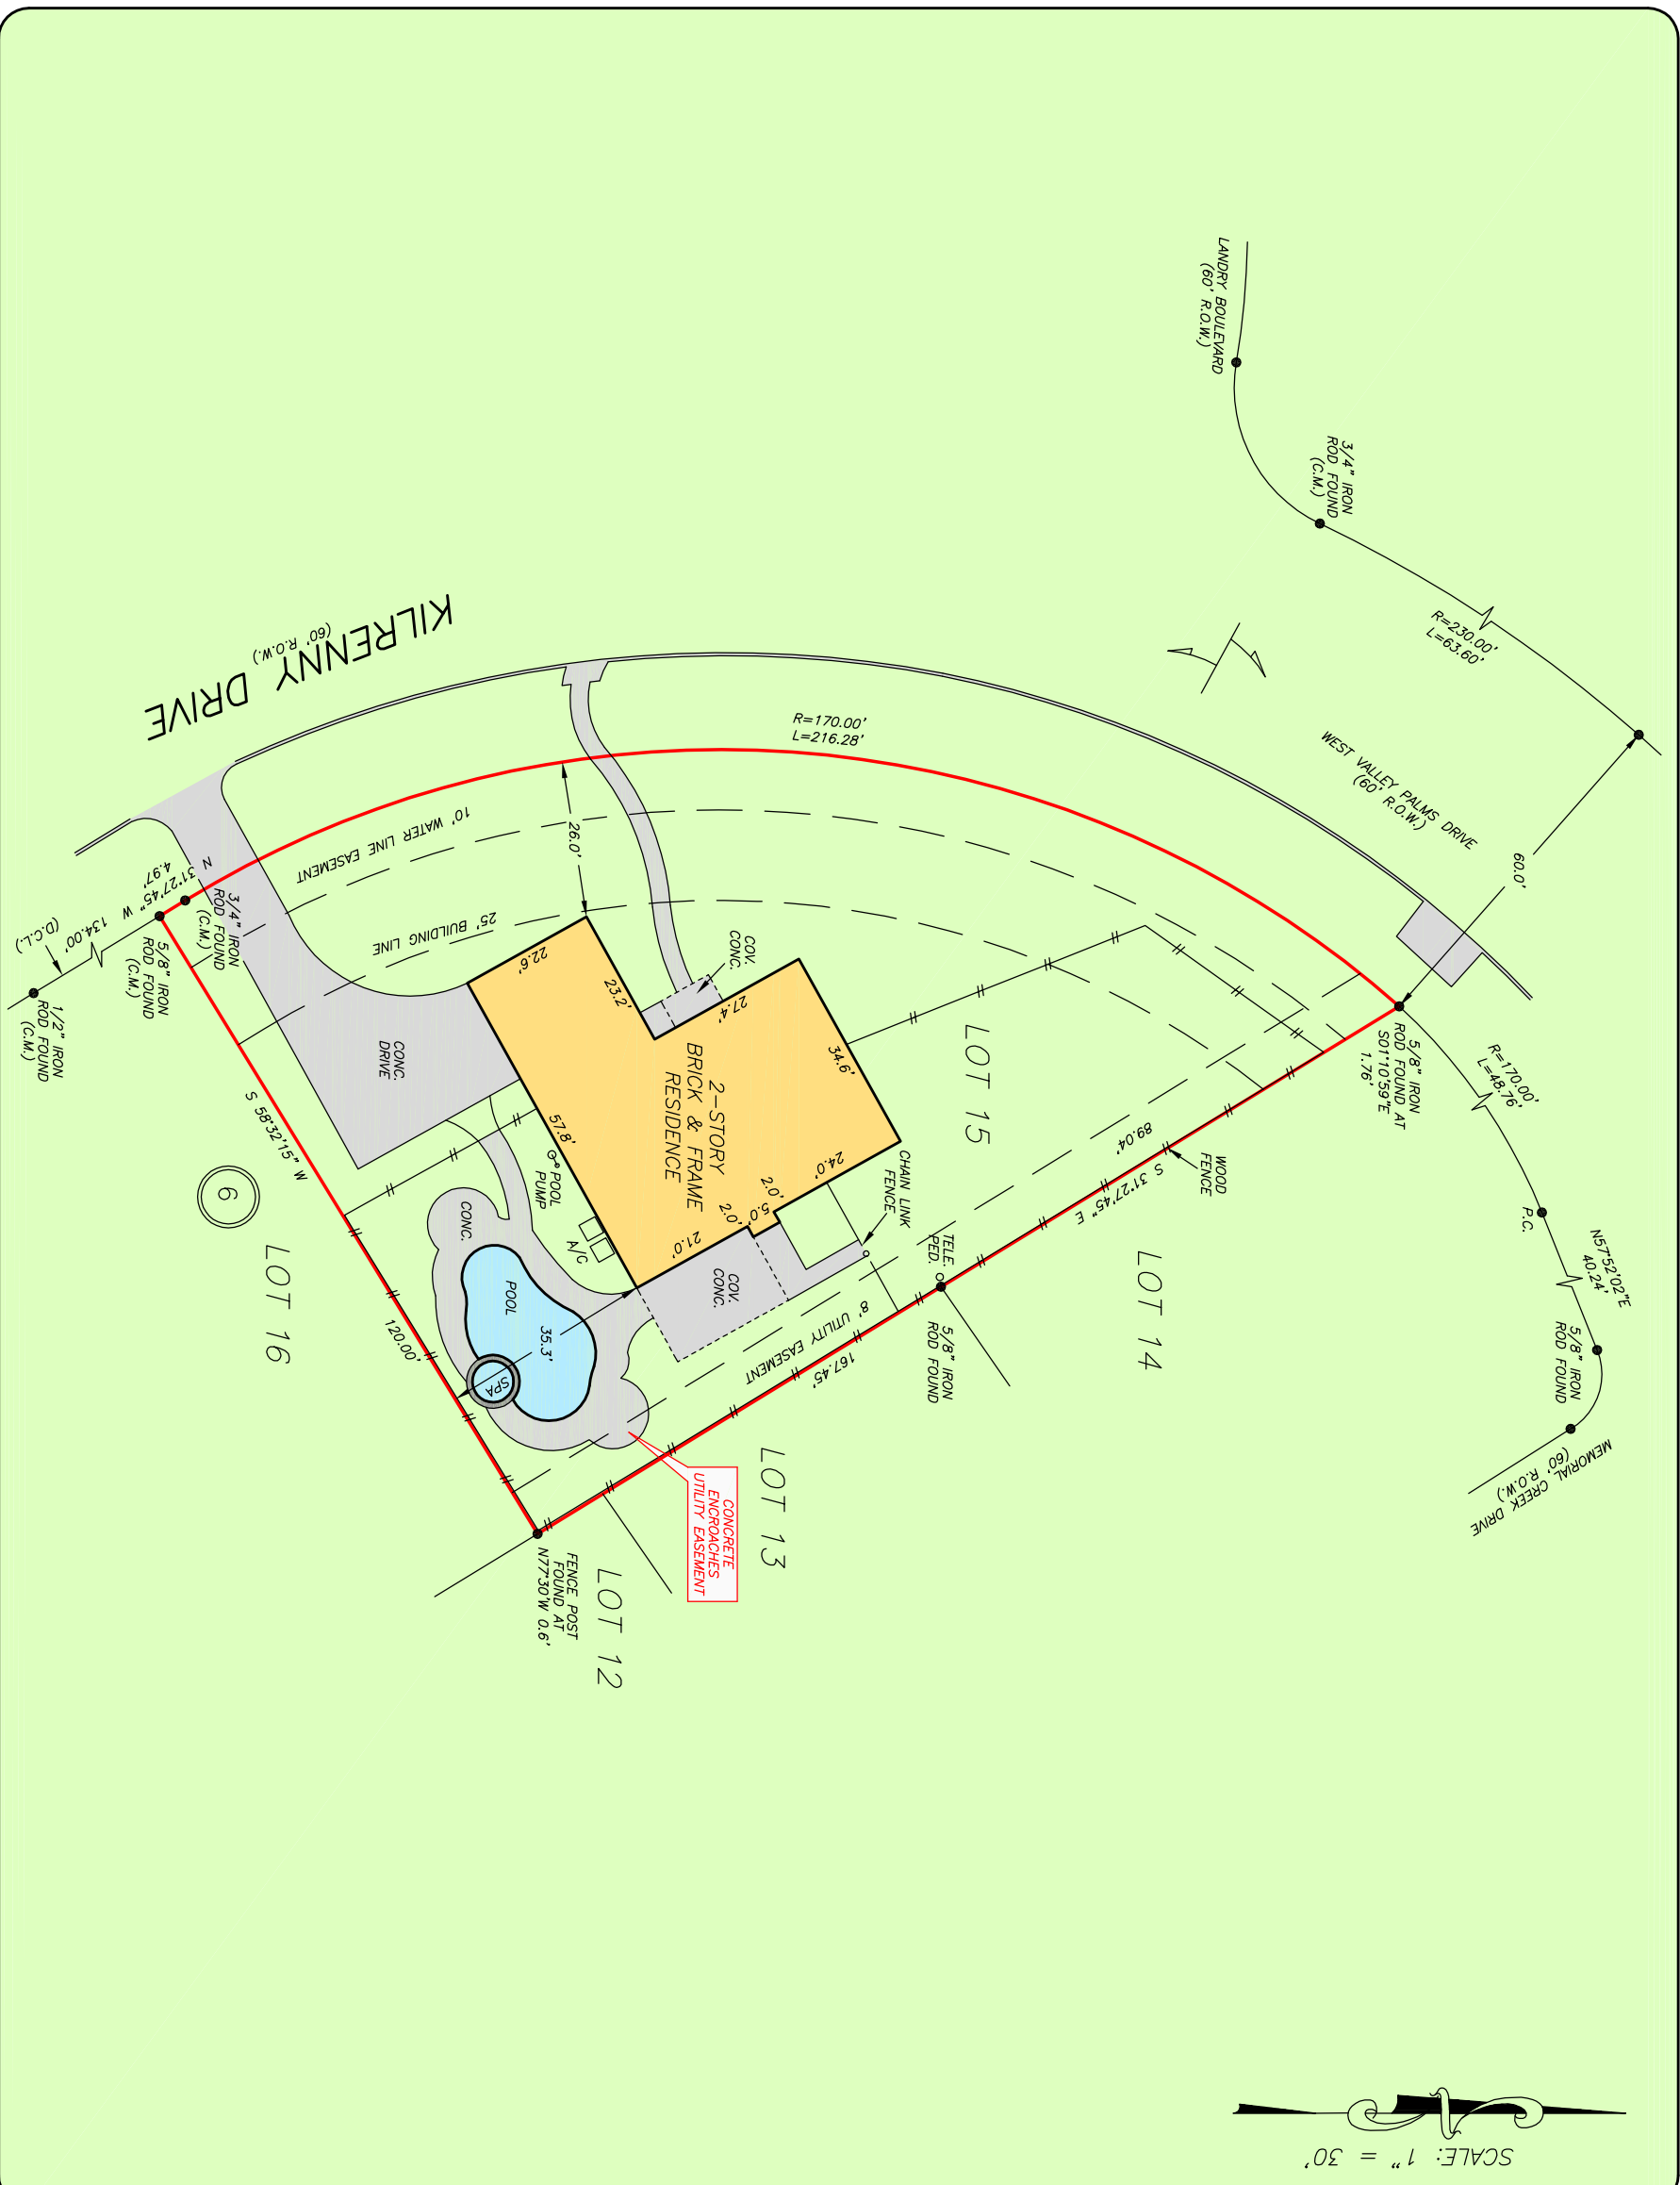 LANDRY BOULEVARD
(60' R.O.W.)
3/4" IRON
ROD FOUND
(C.M.)
R=230.00'
L=63.60'
WEST VALLEY PALMS DRIVE
(60' R.O.W.)
60.0'
KILRENNY DRIVE
(60' R.O.W.)
R=170.00'
L=216.28'
10' WATER LINE EASEMENT
25' BUILDING LINE
26.0'
N 31°27'45" W 134.00'
4.97'
(D.C.L.)
3/4" IRON
ROD FOUND
(C.M.)
5/8" IRON
ROD FOUND
(C.M.)
1/2" IRON
ROD FOUND
(C.M.)
S 58°32'15" W
120.00'
6
LOT 16
CONC.
DRIVE
22.6'
23.2'
COV.
CONC.
27.4'
34.6'
2-STORY
BRICK & FRAME
RESIDENCE
57.8'
24.0'
2.0'
5.0'
2.0'
21.0'
POOL
PUMP
A/C
CONC.
POOL
35.3'
SPA
COV.
CONC.
CHAIN LINK
FENCE
LOT 15
8' UTILITY EASEMENT
167.45'
S 31°27'45" E
89.04'
WOOD
FENCE
TELE.
PED.
5/8" IRON
ROD FOUND
5/8" IRON
ROD FOUND AT
S01°10'59"E
1.76'
R=170.00'
L=48.76'
P.C.
N57°52'02"E
40.24'
5/8" IRON
ROD FOUND
MEMORIAL CREEK DRIVE
(60' R.O.W.)
LOT 14
LOT 13
LOT 12
CONCRETE
ENCROACHES
UTILITY EASEMENT
FENCE POST
FOUND AT
N77°30'W 0.6'
N
SCALE: 1" = 30'